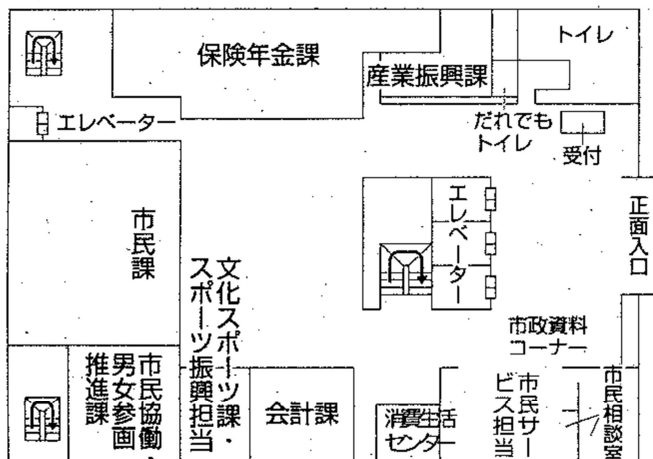 保険年金課
産業振興課
トイレ
だれでも
トイレ
受付
エレベーター
エレベーター
正面入口
市民課
文化スポーツ課・
スポーツ振興担当
市政資料
コーナー
市民協働・
男女参画
推進課
会計課
消費生活
センター
市民サー
ビス担当
市民相談室